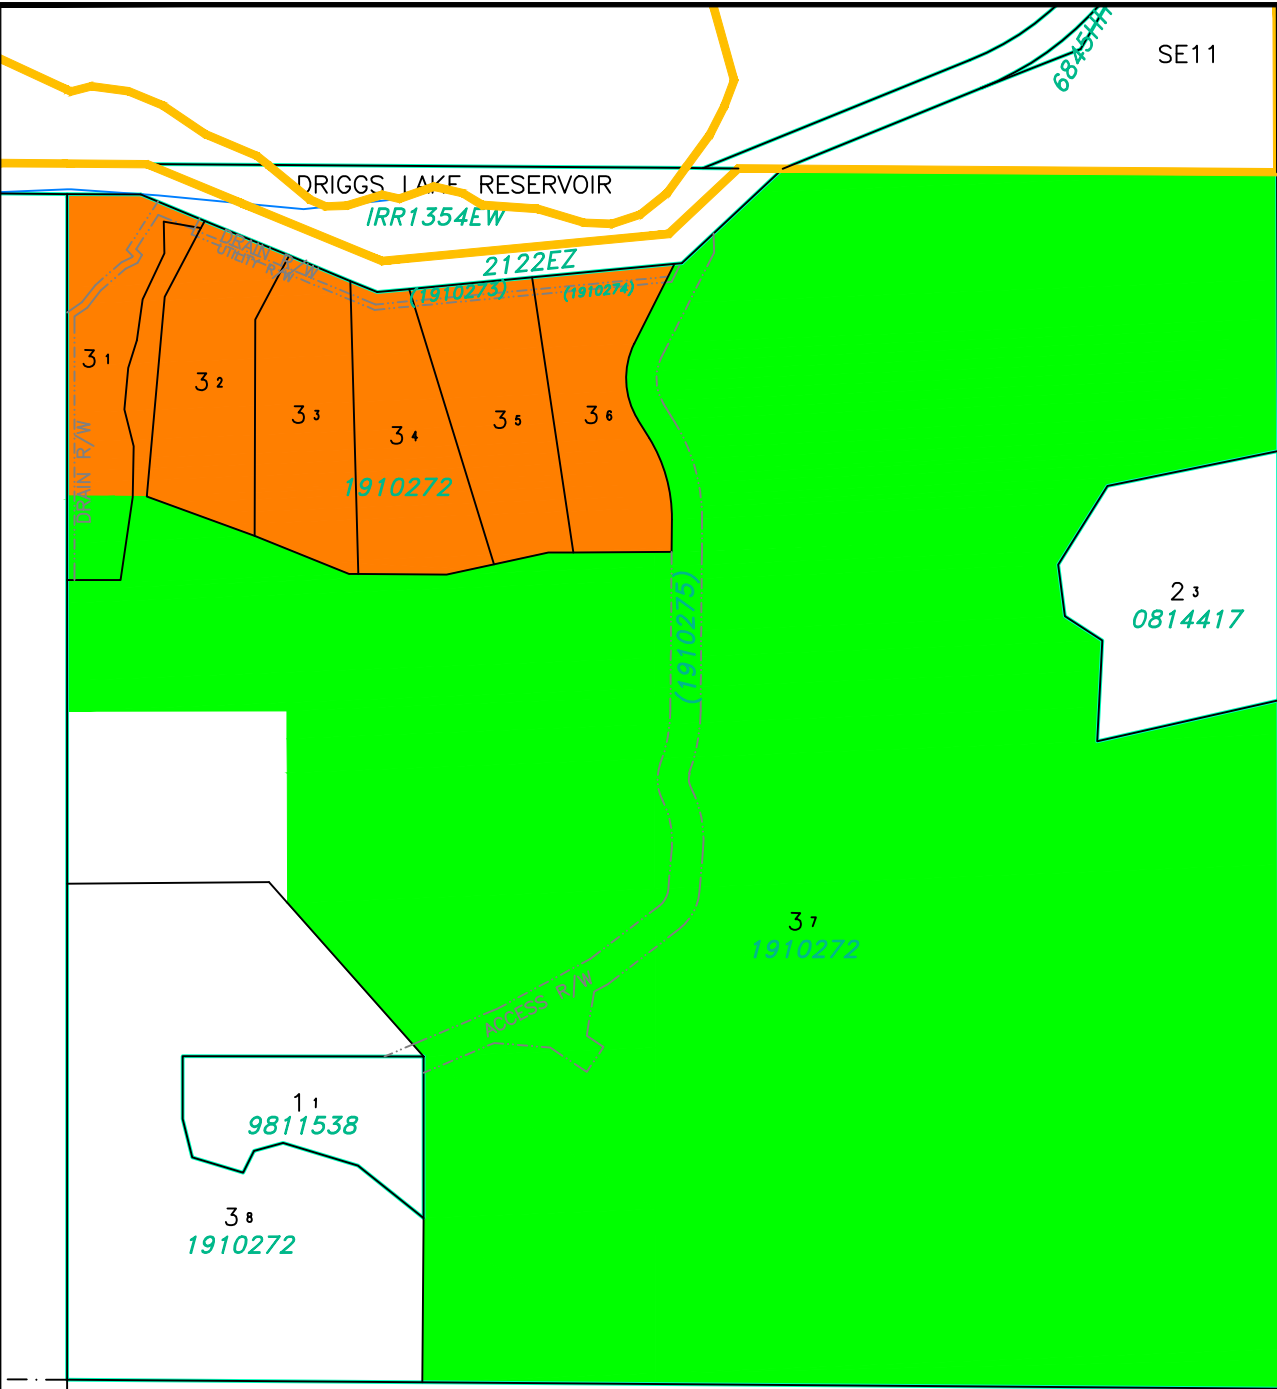 6845HH
SE11
DRIGGS LAKE RESERVOIR
IRR1354EW
2122EZ
DRAIN R/W
UTILITY R/W
(1910273)
(1910274)
3 1
3 2
3 3
3 4
3 5
3 6
1910272
DRAIN R/W
(1910275)
2 3
0814417
3 7
1910272
ACCESS R/W
1 1
9811538
3 8
1910272